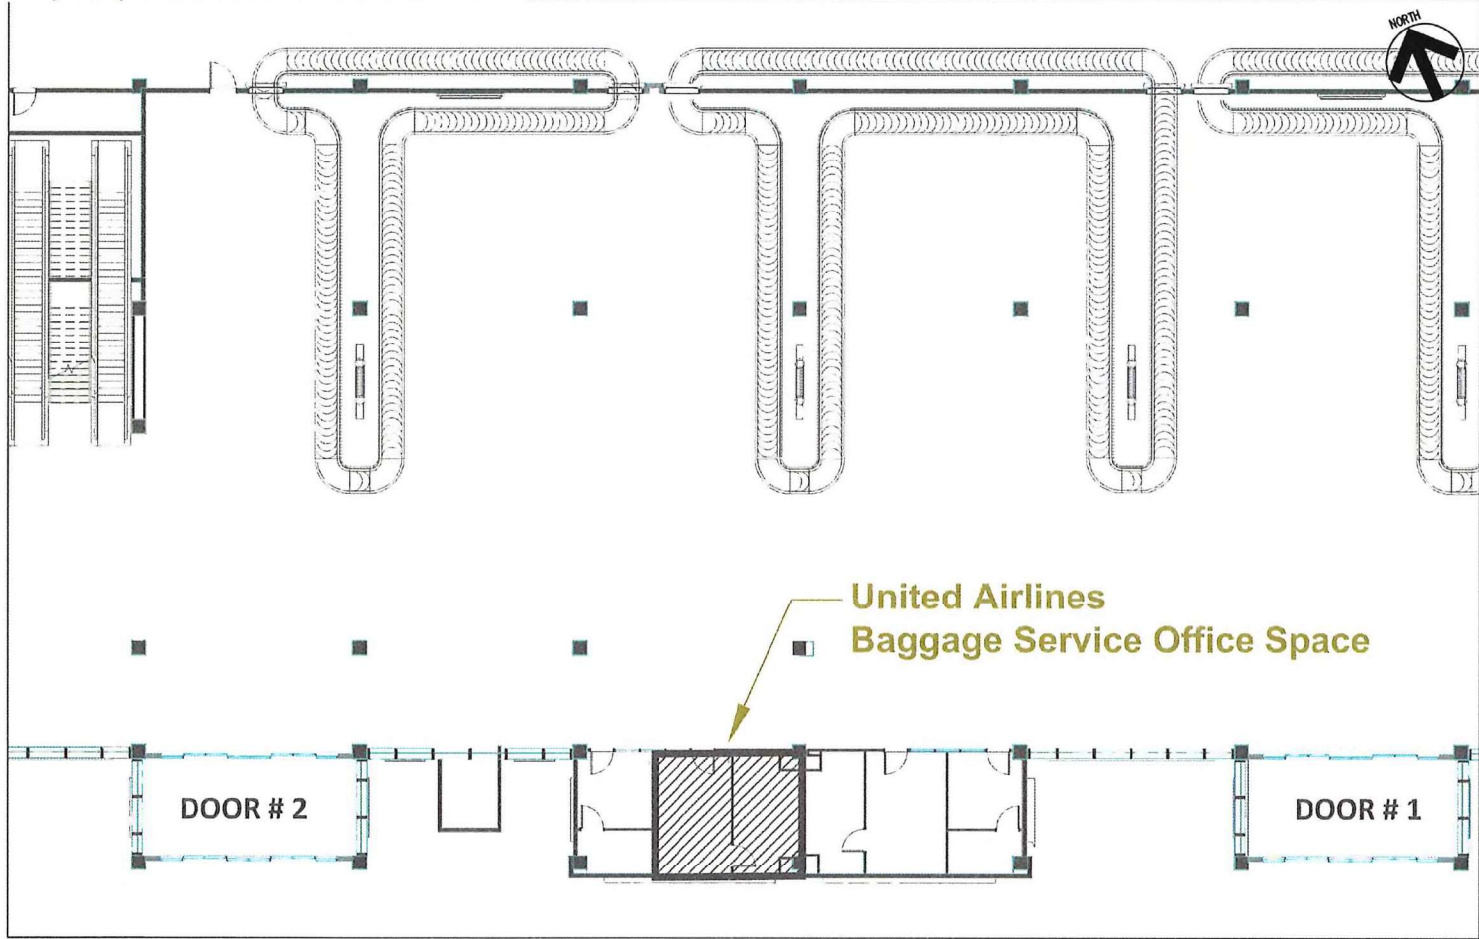 NORTH
United Airlines
Baggage Service Office Space
DOOR # 2
DOOR # 1